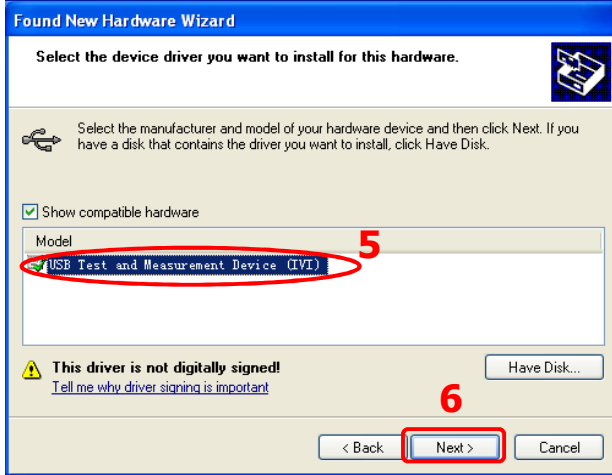 Found New Hardware Wizard
Select the device driver you want to install for this hardware.
Select the manufacturer and model of your hardware device and then click Next. If you
have a disk that contains the driver you want to install, click Have Disk.
Show compatible hardware
Model
5
USB Test and Measurement Device (IVI)
This driver is not digitally signed!
Have Disk...
Tell me why driver signing is important
6
< Back
Next >
Cancel